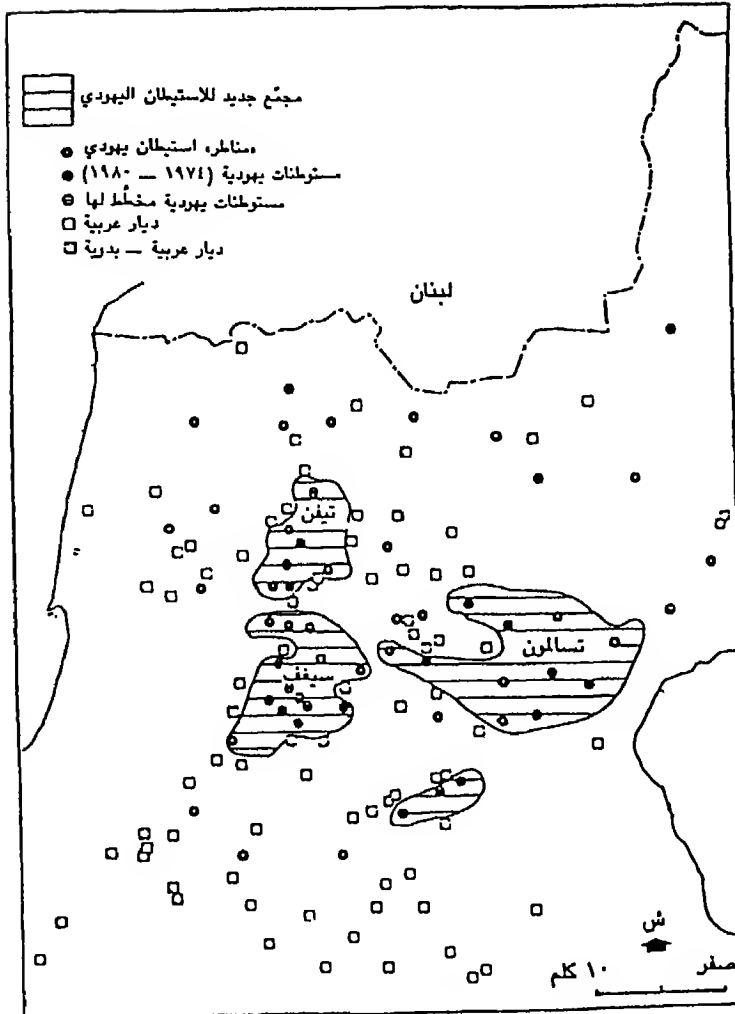 مجمّع جديد للاستيطان اليهودي
مناطر، استيطان يهودي
مستوطنات يهودية (١٩٧٤ — ١٩٨٠)
مستوطنات يهودية مخطَّط لها
ديار عربية
ديار عربية — بدوية
لبنان
تيفن
تسالمون
سيغف
ش
صفر ١٠ كلم